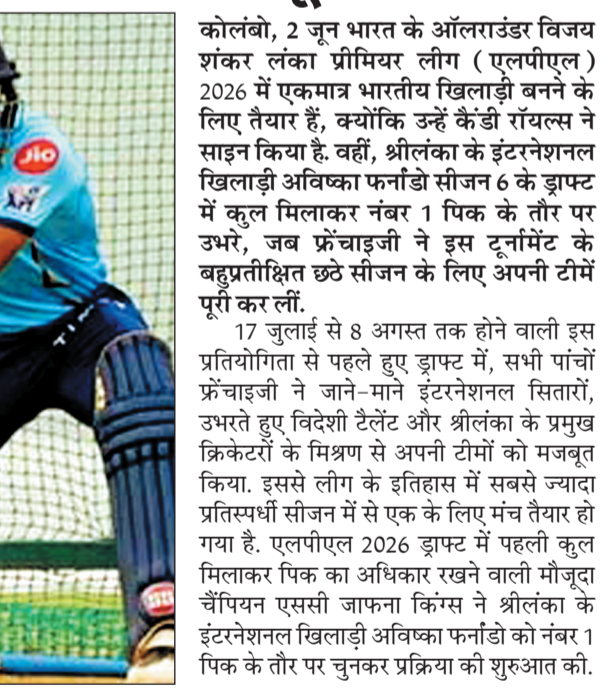 कोलंबो, 2 जून भारत के ऑलराउंडर विजय
शंकर लंका प्रीमियर लीग ( एलपीएल )
2026 में एकमात्र भारतीय खिलाड़ी बनने के
लिए तैयार हैं, क्योंकि उन्हें कैंडी रॉयल्स ने
साइन किया है. वहीं, श्रीलंका के इंटरनेशनल
खिलाड़ी अविष्का फर्नांडो सीजन 6 के ड्राफ्ट
में कुल मिलाकर नंबर 1 पिक के तौर पर
उभरे, जब फ्रेंचाइजी ने इस टूर्नामेंट के
बहुप्रतीक्षित छठे सीजन के लिए अपनी टीमें
पूरी कर लीं.
17 जुलाई से 8 अगस्त तक होने वाली इस
प्रतियोगिता से पहले हुए ड्राफ्ट में, सभी पांचों
फ्रेंचाइजी ने जाने-माने इंटरनेशनल सितारों,
उभरते हुए विदेशी टैलेंट और श्रीलंका के प्रमुख
क्रिकेटरों के मिश्रण से अपनी टीमों को मजबूत
किया. इससे लीग के इतिहास में सबसे ज्यादा
प्रतिस्पर्धी सीजन में से एक के लिए मंच तैयार हो
गया है. एलपीएल 2026 ड्राफ्ट में पहली कुल
मिलाकर पिक का अधिकार रखने वाली मौजूदा
चैंपियन एससी जाफना किंग्स ने श्रीलंका के
इंटरनेशनल खिलाड़ी अविष्का फर्नांडो को नंबर 1
पिक के तौर पर चुनकर प्रक्रिया की शुरुआत की.
Jio
SS